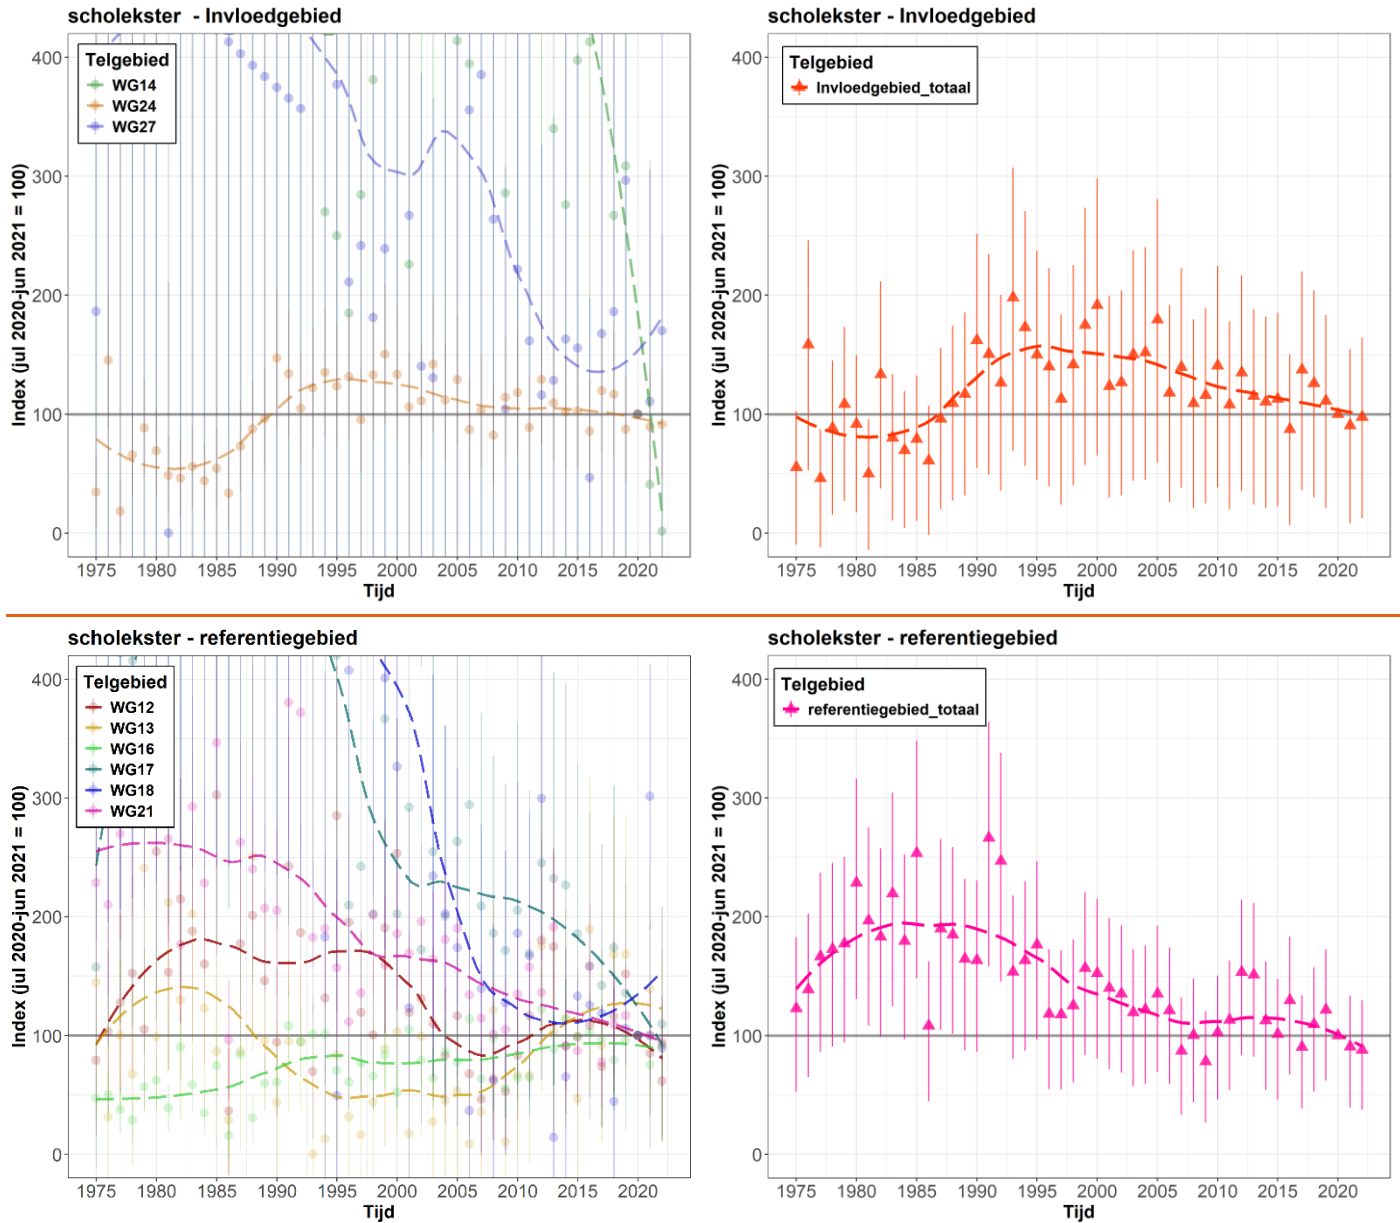 scholekster - Invloedgebied
Index (jul 2020-jun 2021 = 100)
400
300
200
100
0
Telgebied
WG14
WG24
WG27
1975 1980 1985 1990 1995 2000 2005 2010 2015 2020
Tijd
scholekster - Invloedgebied
Index (jul 2020-jun 2021 = 100)
400
300
200
100
0
Telgebied
Invloedgebied_totaal
1975 1980 1985 1990 1995 2000 2005 2010 2015 2020
Tijd
scholekster - referentiegebied
Index (jul 2020-jun 2021 = 100)
400
300
200
100
0
Telgebied
WG12
WG13
WG16
WG17
WG18
WG21
1975 1980 1985 1990 1995 2000 2005 2010 2015 2020
Tijd
scholekster - referentiegebied
Index (jul 2020-jun 2021 = 100)
400
300
200
100
0
Telgebied
referentiegebied_totaal
1975 1980 1985 1990 1995 2000 2005 2010 2015 2020
Tijd